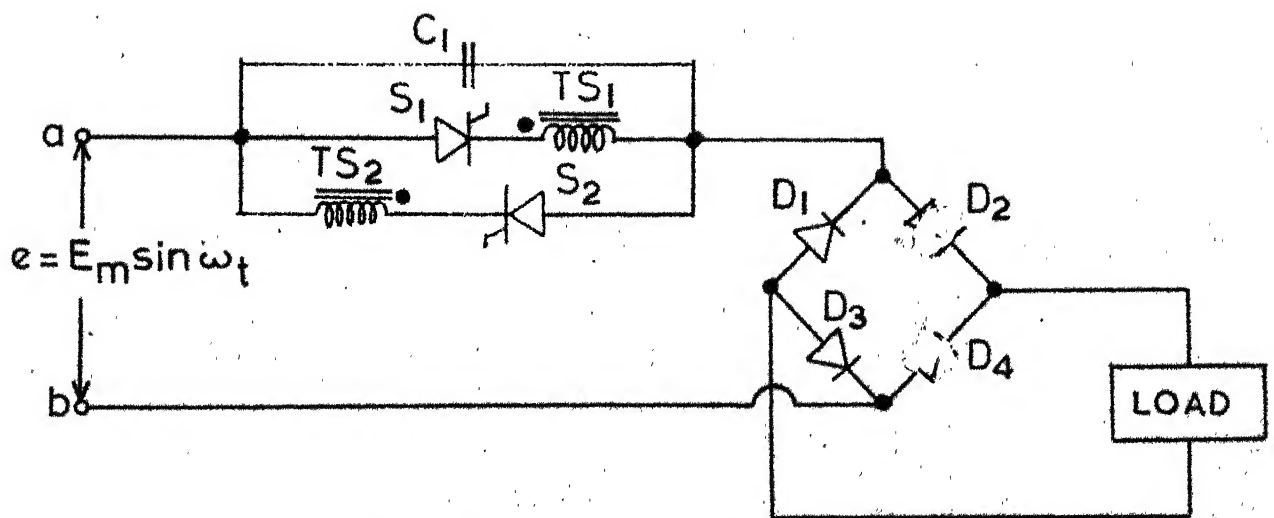 C1
S1
TS1
a
TS2
S2
D1
D2
e = Em sin ωt
D3
D4
b
LOAD